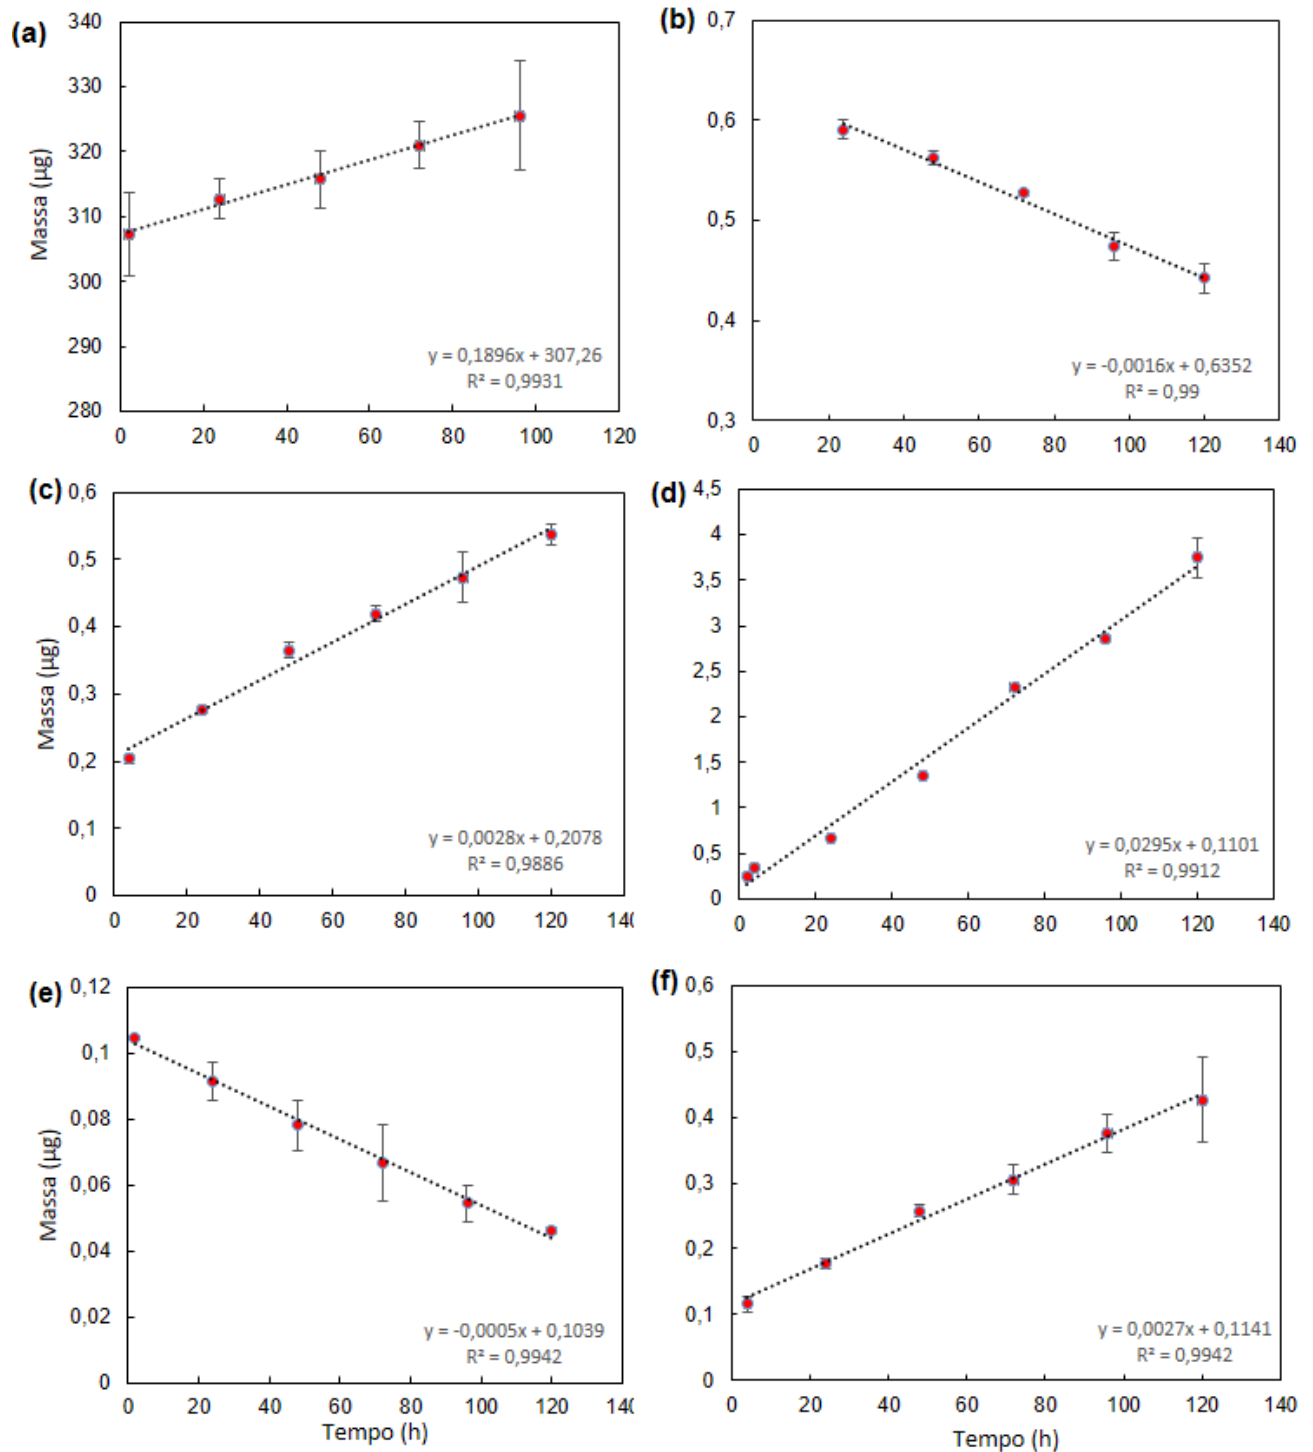 (a)
340
330
320
310
300
290
280
Massa (µg)
y = 0,1896x + 307,26
R² = 0,9931
0 20 40 60 80 100 120
(b)
0,7
0,6
0,5
0,4
0,3
y = -0,0016x + 0,6352
R² = 0,99
0 20 40 60 80 100 120 140
(c)
0,6
0,5
0,4
0,3
0,2
0,1
0
Massa (µg)
y = 0,0028x + 0,2078
R² = 0,9886
0 20 40 60 80 100 120 140
(d)
4,5
4
3,5
3
2,5
2
1,5
1
0,5
0
y = 0,0295x + 0,1101
R² = 0,9912
0 20 40 60 80 100 120 140
(e)
0,12
0,1
0,08
0,06
0,04
0,02
0
Massa (µg)
y = -0,0005x + 0,1039
R² = 0,9942
0 20 40 60 80 100 120 140
Tempo (h)
(f)
0,6
0,5
0,4
0,3
0,2
0,1
0
y = 0,0027x + 0,1141
R² = 0,9942
0 20 40 60 80 100 120 140
Tempo (h)